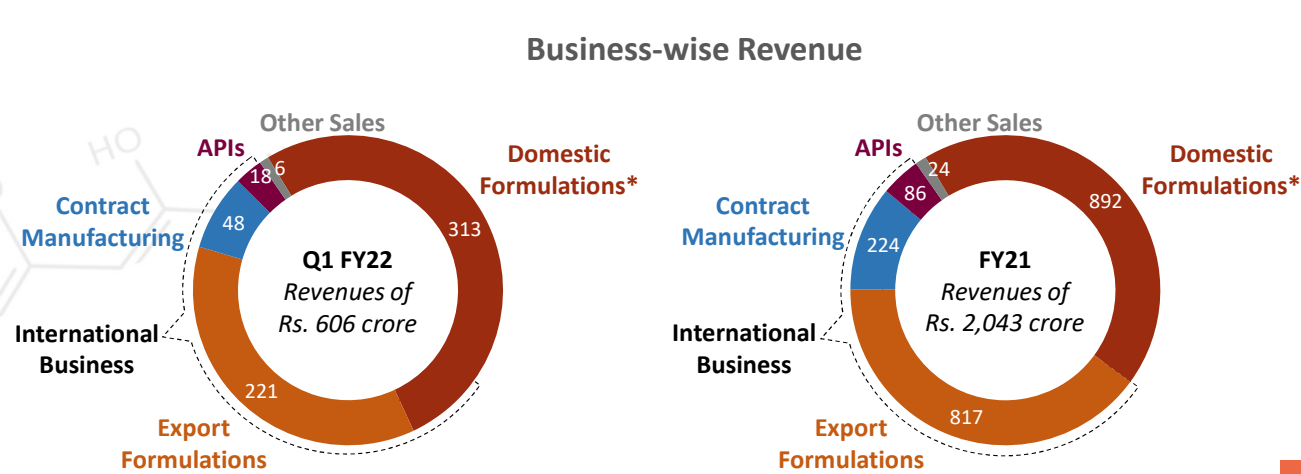 Business-wise Revenue
Other Sales
APIs
18
6
Domestic
Formulations*
Contract
Manufacturing
48
313
Q1 FY22
Revenues of
Rs. 606 crore
International
Business
221
Export
Formulations
Other Sales
APIs
86
24
Domestic
Formulations*
892
Contract
Manufacturing
224
FY21
Revenues of
Rs. 2,043 crore
International
Business
817
Export
Formulations
HO